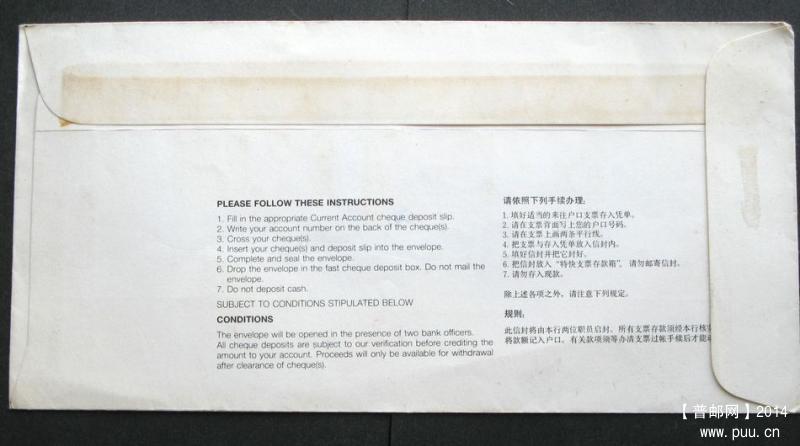 PLEASE FOLLOW THESE INSTRUCTIONS
1. Fill in the appropriate Current Account cheque deposit slip.
2. Write your account number on the back of the cheque(s).
3. Cross your cheque(s).
4. Insert your cheque(s) and deposit slip into the envelope.
5. Complete and seal the envelope.
6. Drop the envelope in the fast cheque deposit box. Do not mail the
envelope.
7. Do not deposit cash.
SUBJECT TO CONDITIONS STIPULATED BELOW
CONDITIONS
The envelope will be opened in the presence of two bank officers.
All cheque deposits are subject to our verification before crediting the
amount to your account. Proceeds will only be available for withdrawal
after clearance of cheque(s).
请依照下列手续办理:
1. 填好适当的来往户口支票存入凭单。
2. 请在支票背面写上您的户口号码。
3. 请在支票上画两条平行线。
4. 把支票与存入凭单放入信封内。
5. 填好信封并把它封好。
6. 把信封放入“特快支票存款箱”, 请勿邮寄信封。
7. 请勿存入现款。
除上述各项之外, 请注意下列规定。
规则:
此信封将由本行两位职员启封。所有支票存款须经本行核
将款额记入户口。有关款项须等办清支票过帐手续后才能
【普邮网】2014
www.puu.cn